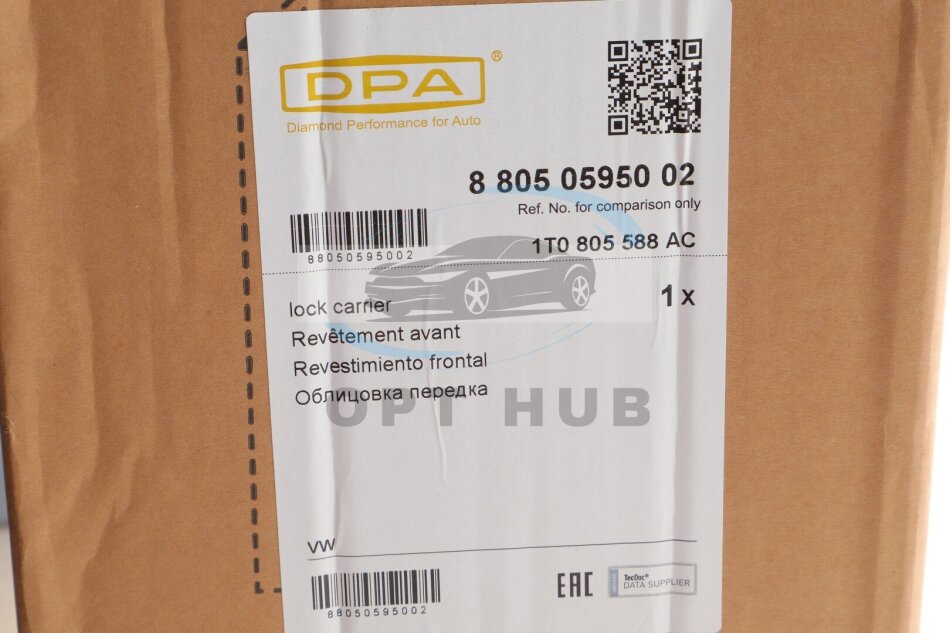 DPA®
Diamond Performance for Auto
8 805 05950 02
Ref. No. for comparison only
88050595002
1T0 805 588 AC
lock carrier
1 x
Revêtement avant
Revestimiento frontal
Облицовка передка
OPT HUB
VW
88050595002
EAC
TecDoc®
DATA SUPPLIER